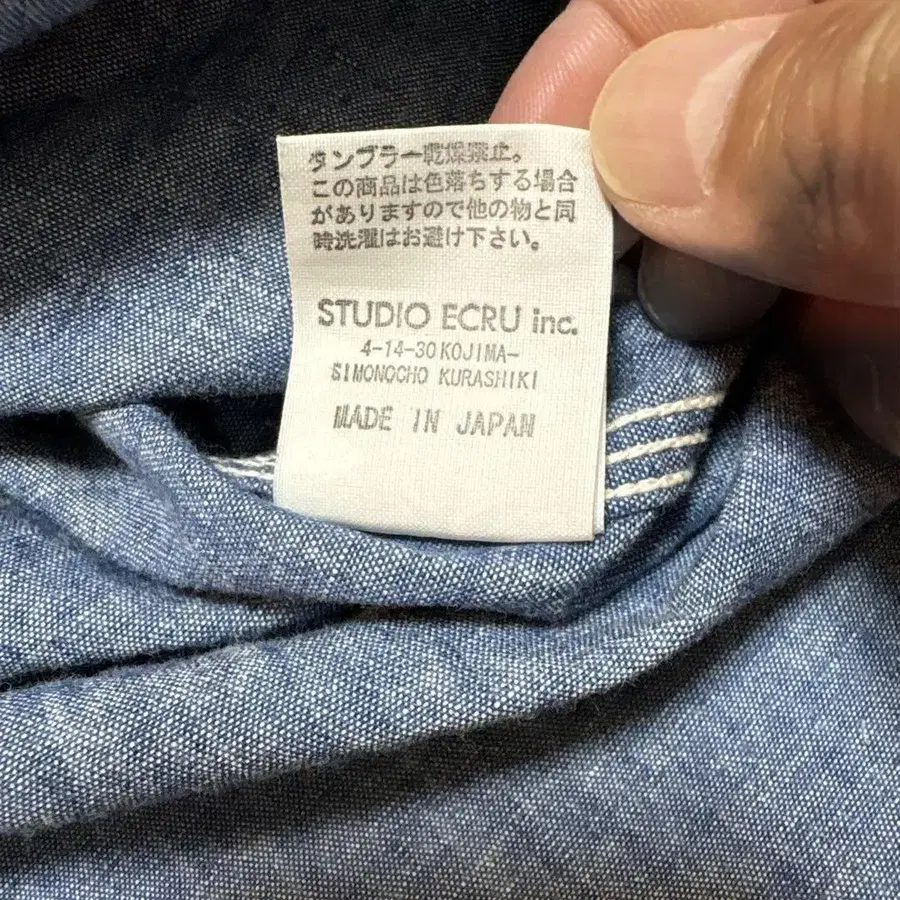 タンブラー乾燥禁止。
この商品は色落ちする場合
がありますので他の物と同
時洗濯はお避け下さい。
STUDIO ECRU inc.
4-14-30KOJIMA-
SIMONOCHO KURASHIKI
MADE IN JAPAN